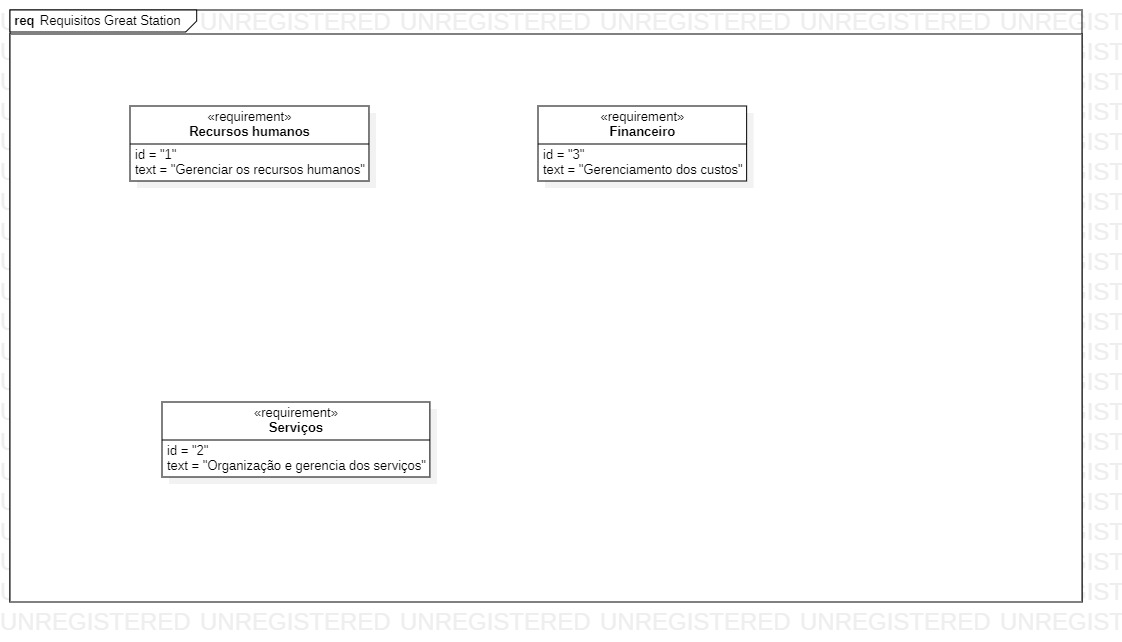 req Requisitos Great Station
UNREGISTERED UNREGISTERED UNREGISTERED UNREGISTERED UNREGIST
«requirement»
Recursos humanos
id = "1"
text = "Gerenciar os recursos humanos"
«requirement»
Financeiro
id = "3"
text = "Gerenciamento dos custos"
«requirement»
Serviços
id = "2"
text = "Organização e gerencia dos serviços"
UNREGISTERED UNREGISTERED UNREGISTERED UNREGISTERED UNREGISTERED UNREGIST